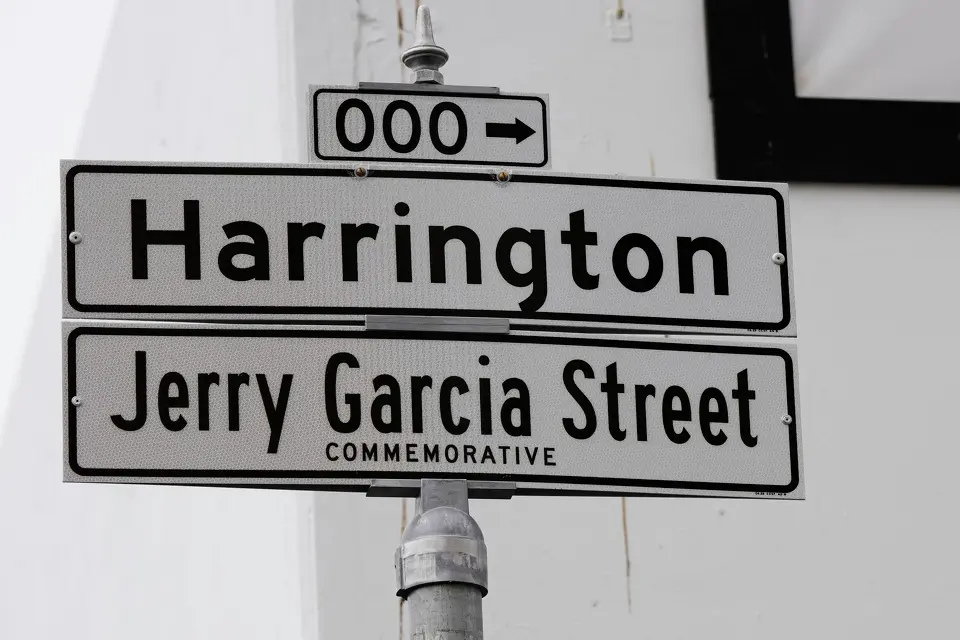 000 →
Harrington
Jerry Garcia Street
COMMEMORATIVE